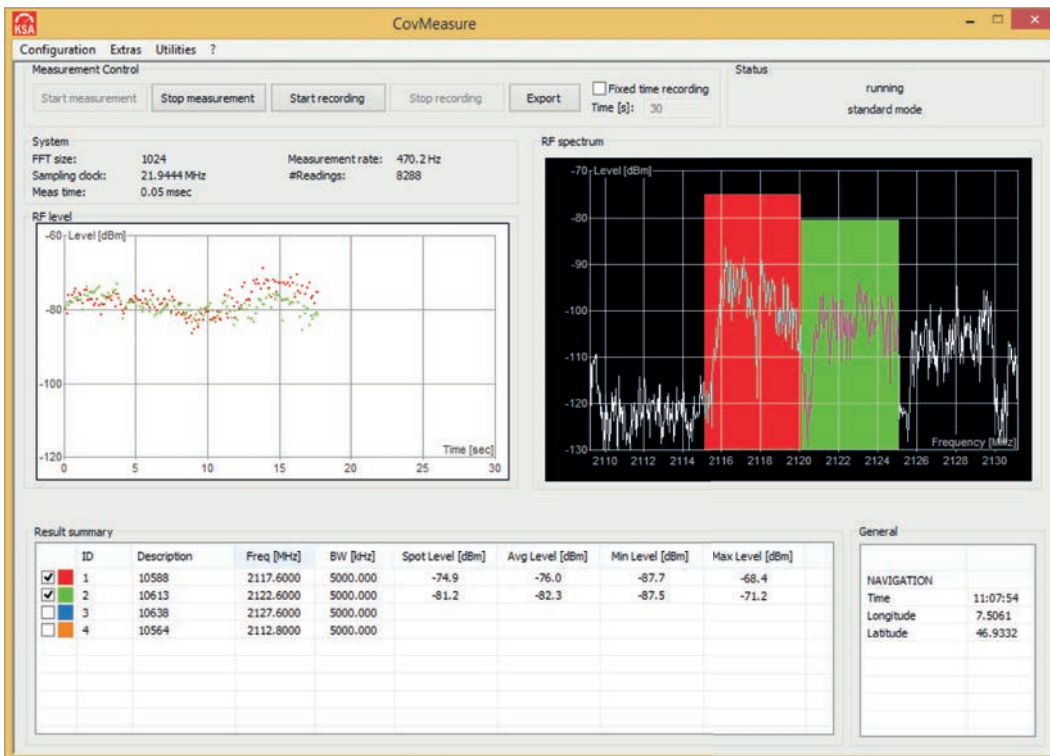 KSA
CovMeasure
Configuration Extras Utilities ?
Measurement Control
Start measurement Stop measurement Start recording Stop recording Export
Fixed time recording
Time [s]: 30
Status
running
standard mode
System
FFT size: 1024 Measurement rate: 470.2 Hz
Sampling clock: 21.9444 MHz #Readings: 8288
Meas time: 0.05 msec
RF level
-60 Level [dBm]
-80
-100
-120
Time [sec]
0 5 10 15 20 25 30
RF spectrum
-70 Level [dBm]
-80
-90
-100
-110
-120
-130
Frequency [MHz]
2110 2112 2114 2116 2118 2120 2122 2124 2126 2128 2130
Result summary
ID Description Freq [MHz] BW [kHz] Spot Level [dBm] Avg Level [dBm] Min Level [dBm] Max Level [dBm]
1 10588 2117.6000 5000.000 -74.9 -76.0 -87.7 -68.4
2 10613 2122.6000 5000.000 -81.2 -82.3 -87.5 -71.2
3 10638 2127.6000 5000.000
4 10564 2112.8000 5000.000
General
NAVIGATION
Time 11:07:54
Longitude 7.5061
Latitude 46.9332